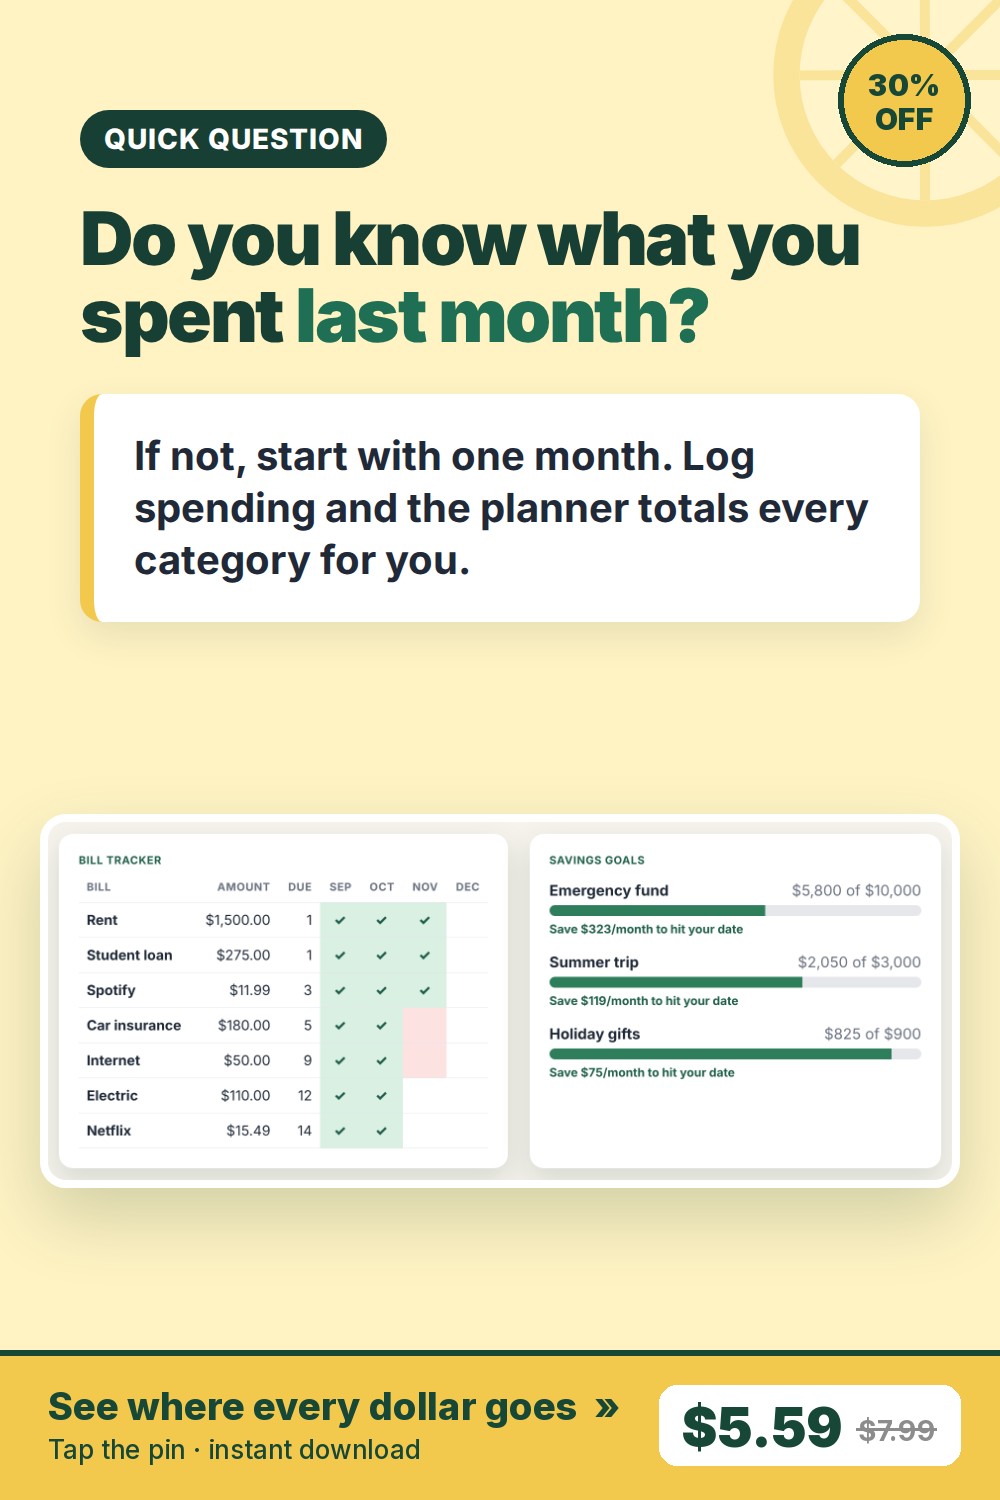 30%
OFF
QUICK QUESTION
Do you know what you
spent last month?
If not, start with one month. Log
spending and the planner totals every
category for you.
BILL TRACKER
BILL AMOUNT DUE SEP OCT NOV DEC
Rent $1,500.00 1 ✓ ✓ ✓
Student loan $275.00 1 ✓ ✓ ✓
Spotify $11.99 3 ✓ ✓ ✓
Car insurance $180.00 5 ✓ ✓
Internet $50.00 9 ✓ ✓
Electric $110.00 12 ✓ ✓
Netflix $15.49 14 ✓ ✓
SAVINGS GOALS
Emergency fund $5,800 of $10,000
Save $323/month to hit your date
Summer trip $2,050 of $3,000
Save $119/month to hit your date
Holiday gifts $825 of $900
Save $75/month to hit your date
See where every dollar goes »
Tap the pin · instant download
$5.59 $7.99